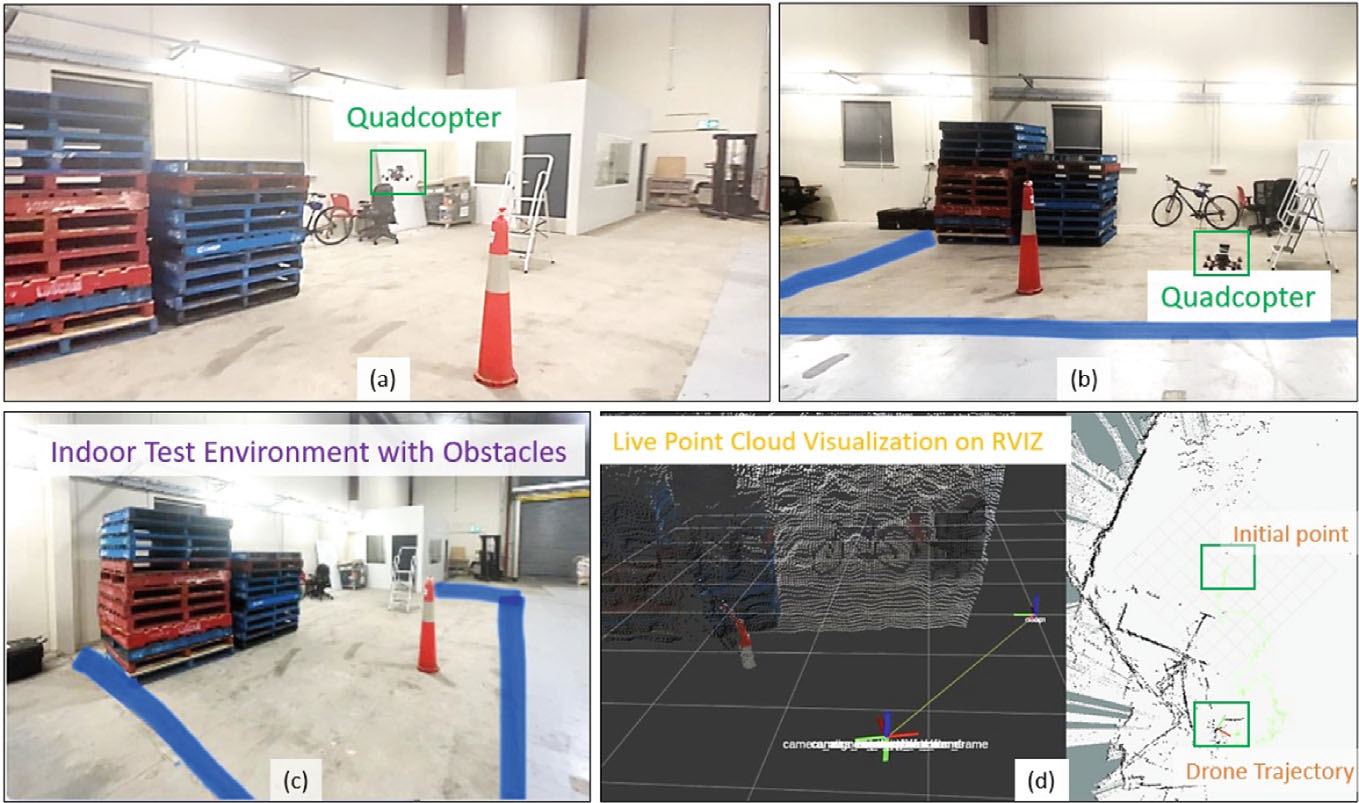 Quadcopter
(a)
Quadcopter
(b)
Indoor Test Environment with Obstacles
(c)
Live Point Cloud Visualization on RVIZ
(d)
Initial point
Drone Trajectory